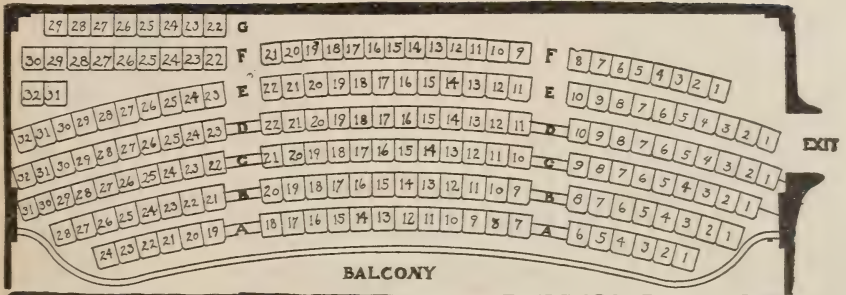 29 28 27 26 25 24 23 22 G
30 29 28 27 26 25 24 23 22 F 21 20 19 18 17 16 15 14 13 12 11 10 9 F 8 7 6 5 4 3 2 1
32 31
32 31 30 29 28 27 26 25 24 23 E 22 21 20 19 18 17 16 15 14 13 12 11 E 10 9 8 7 6 5 4 3 2 1
32 31 30 29 28 27 26 25 24 23 D 22 21 20 19 18 17 16 15 14 13 12 11 D 10 9 8 7 6 5 4 3 2 1
EXIT
31 30 29 28 27 26 25 24 23 22 C 21 20 19 18 17 16 15 14 13 12 11 10 C 9 8 7 6 5 4 3 2 1
28 27 26 25 24 23 22 21 B 20 19 18 17 16 15 14 13 12 11 10 9 B 8 7 6 5 4 3 2 1
24 23 22 21 20 19 A 18 17 16 15 14 13 12 11 10 9 8 7 A 6 5 4 3 2 1
BALCONY